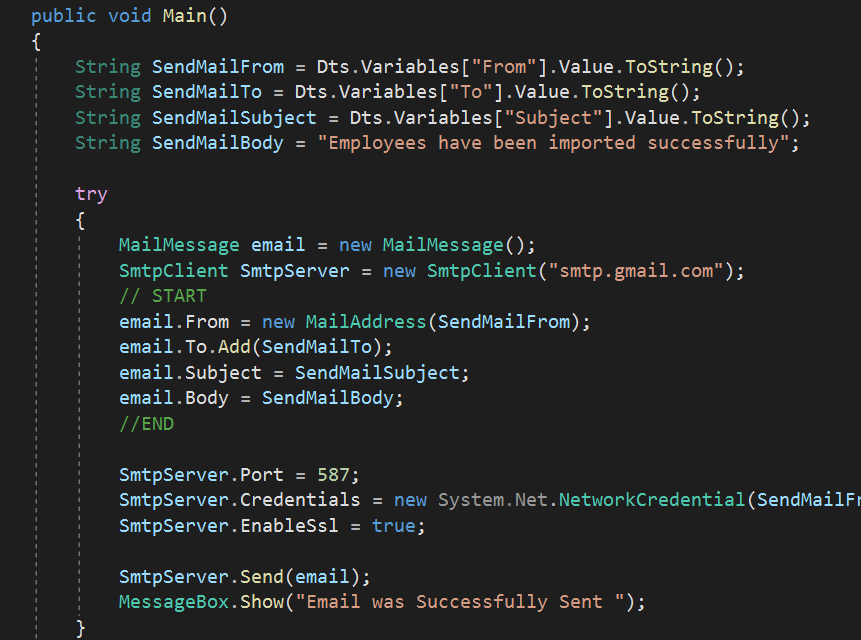 public void Main()
{
String SendMailFrom = Dts.Variables["From"].Value.ToString();
String SendMailTo = Dts.Variables["To"].Value.ToString();
String SendMailSubject = Dts.Variables["Subject"].Value.ToString();
String SendMailBody = "Employees have been imported successfully";
try
{
MailMessage email = new MailMessage();
SmtpClient SmtpServer = new SmtpClient("smtp.gmail.com");
// START
email.From = new MailAddress(SendMailFrom);
email.To.Add(SendMailTo);
email.Subject = SendMailSubject;
email.Body = SendMailBody;
//END
SmtpServer.Port = 587;
SmtpServer.Credentials = new System.Net.NetworkCredential(SendMailFr
SmtpServer.EnableSsl = true;
SmtpServer.Send(email);
MessageBox.Show("Email was Successfully Sent ");
}